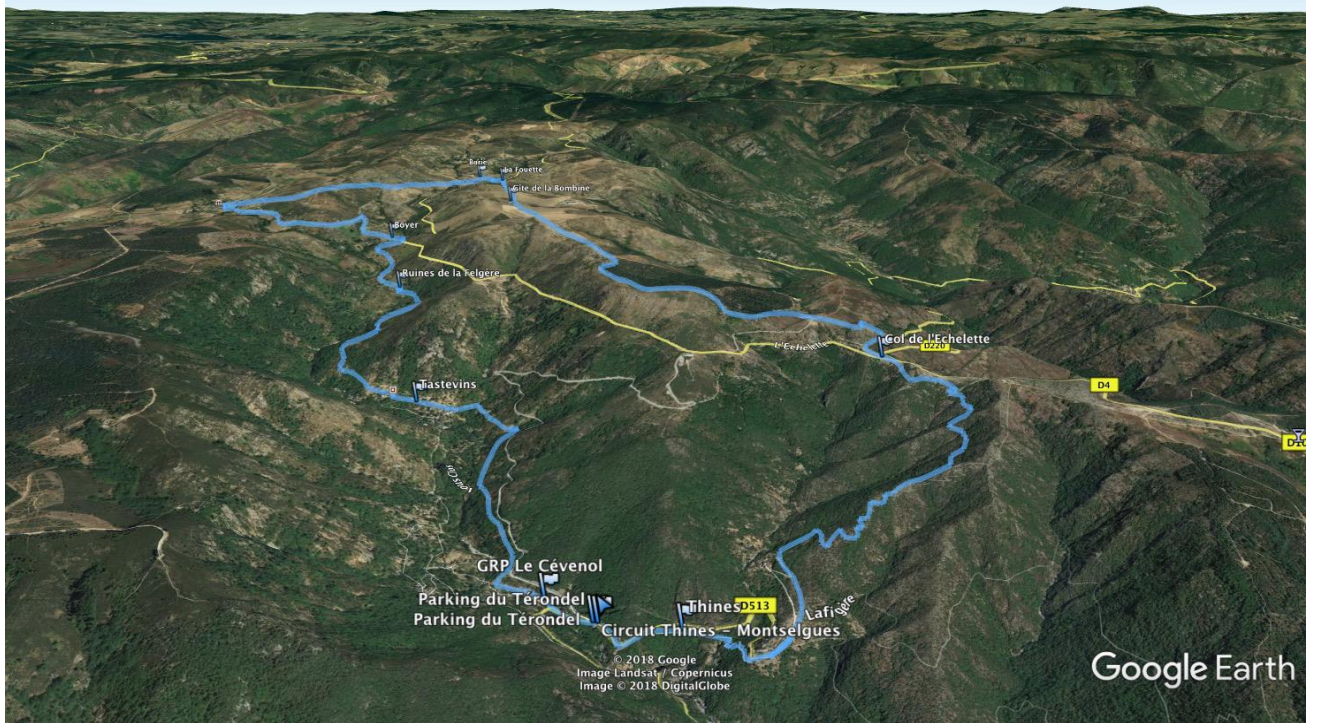 Barie
La Fouette
Gîte de la Bombine
Boyer
Ruines de la Felgère
Col de l'Echelette
L'Echelette
D220
D4
Tastevins
GRP Le Cévenol
Parking du Térondel
Parking du Térondel
Thines
D513
Lafigère
Circuit Thines - Montselgues
© 2018 Google
Image Landsat / Copernicus
Image © 2018 DigitalGlobe
Google Earth